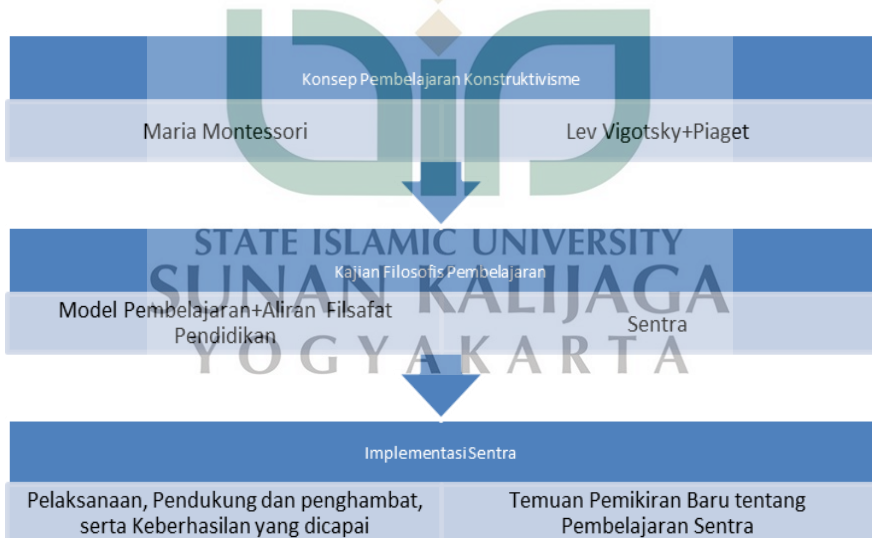 Konsep Pembelajaran Konstruktivisme
Maria Montessori
Lev Vigotsky+Piaget
STATE ISLAMIC UNIVERSITY
SUNAN KALIJAGA
YOGYAKARTA
Kajian Filosofis Pembelajaran
Model Pembelajaran+Aliran Filsafat
Pendidikan
Sentra
Implementasi Sentra
Pelaksanaan, Pendukung dan penghambat,
serta Keberhasilan yang dicapai
Temuan Pemikiran Baru tentang
Pembelajaran Sentra